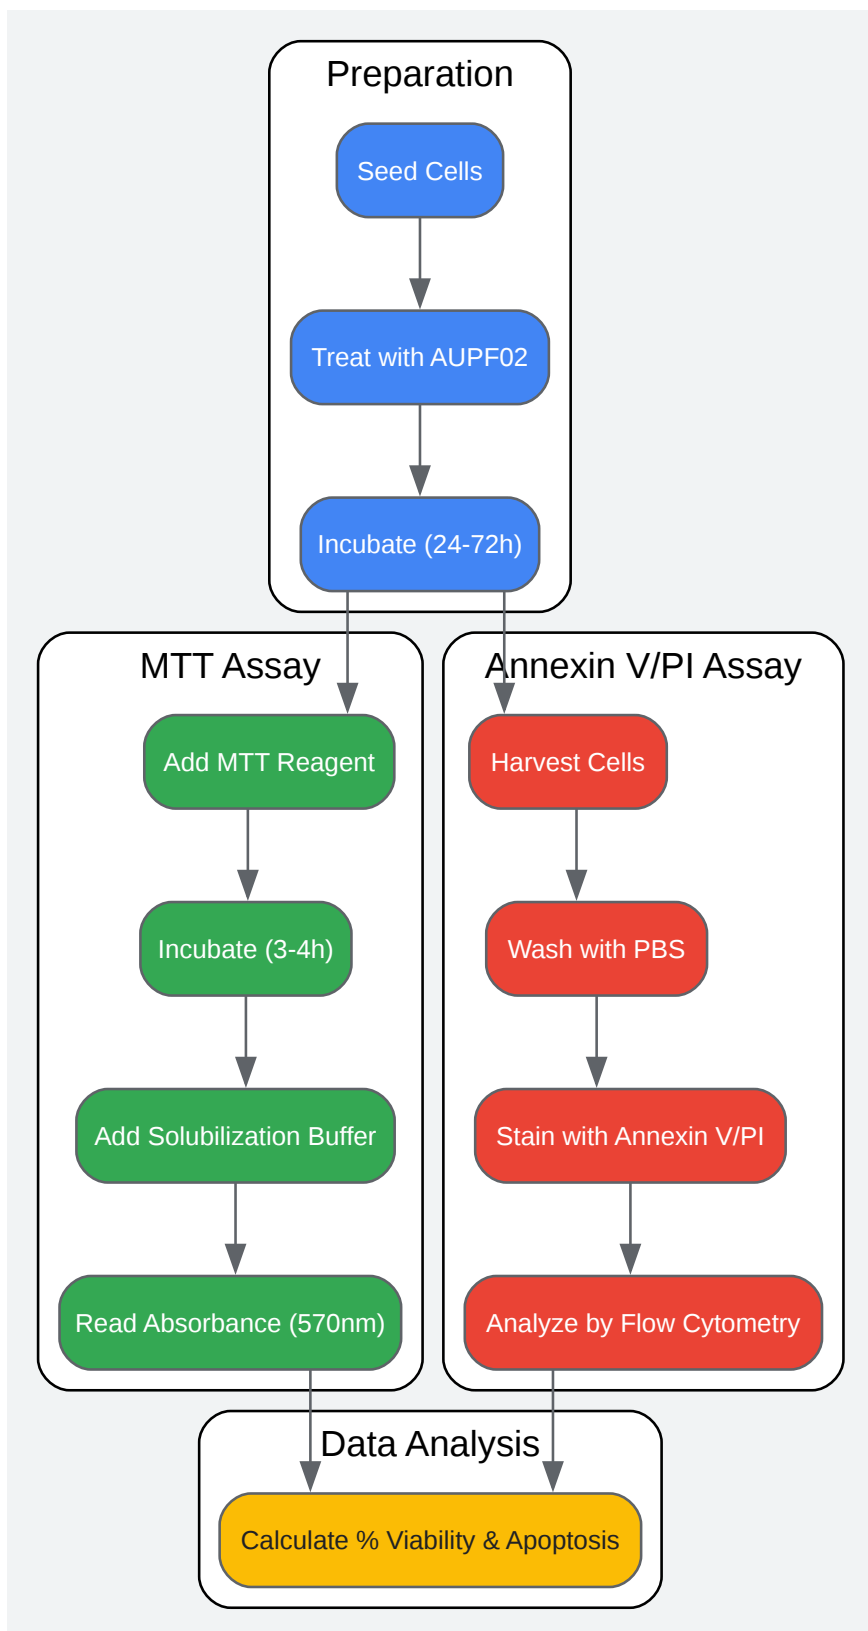 Preparation
Seed Cells
Treat with AUPF02
Incubate (24-72h)
MTT Assay
Add MTT Reagent
Incubate (3-4h)
Add Solubilization Buffer
Read Absorbance (570nm)
Annexin V/PI Assay
Harvest Cells
Wash with PBS
Stain with Annexin V/PI
Analyze by Flow Cytometry
Data Analysis
Calculate % Viability & Apoptosis